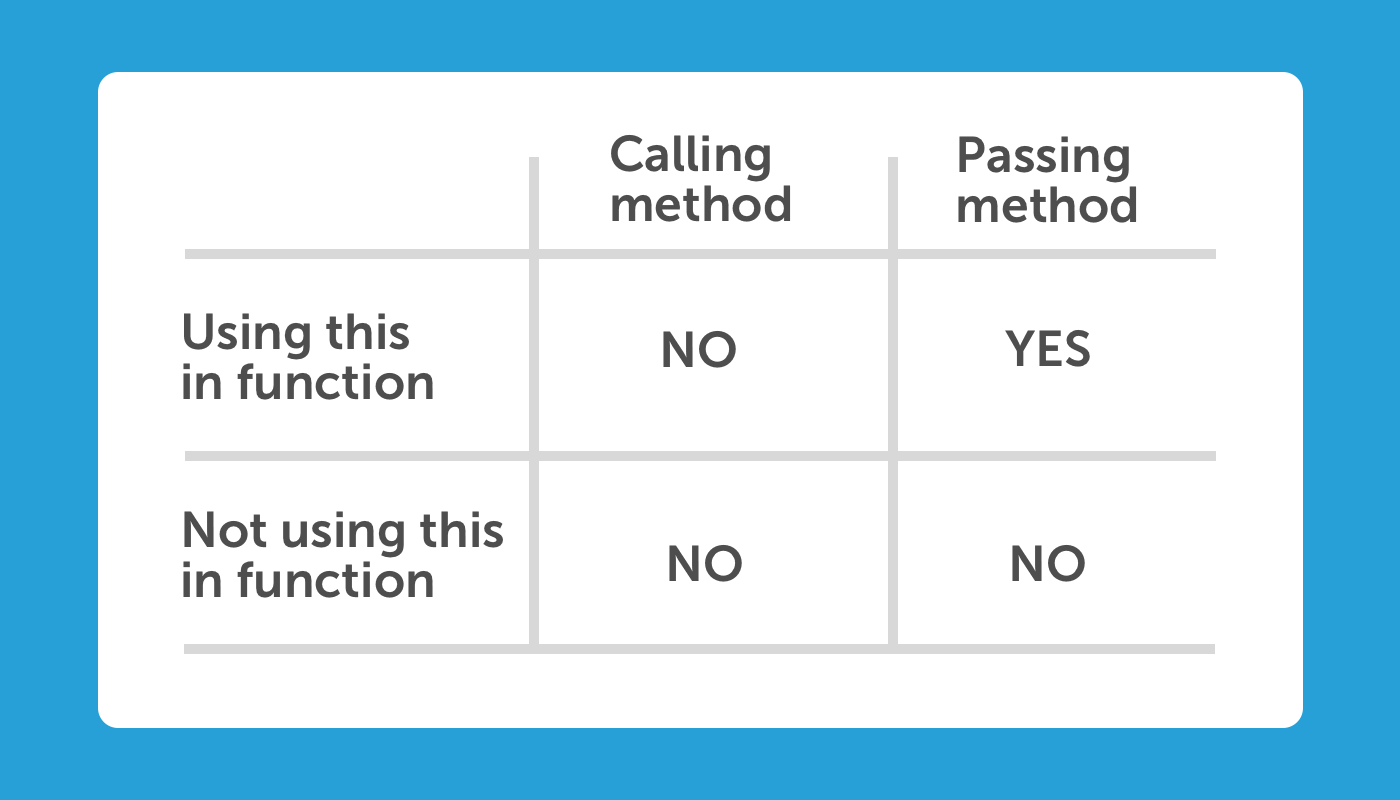 Calling
method
Passing
method
Using this
in function
NO
YES
Not using this
in function
NO
NO